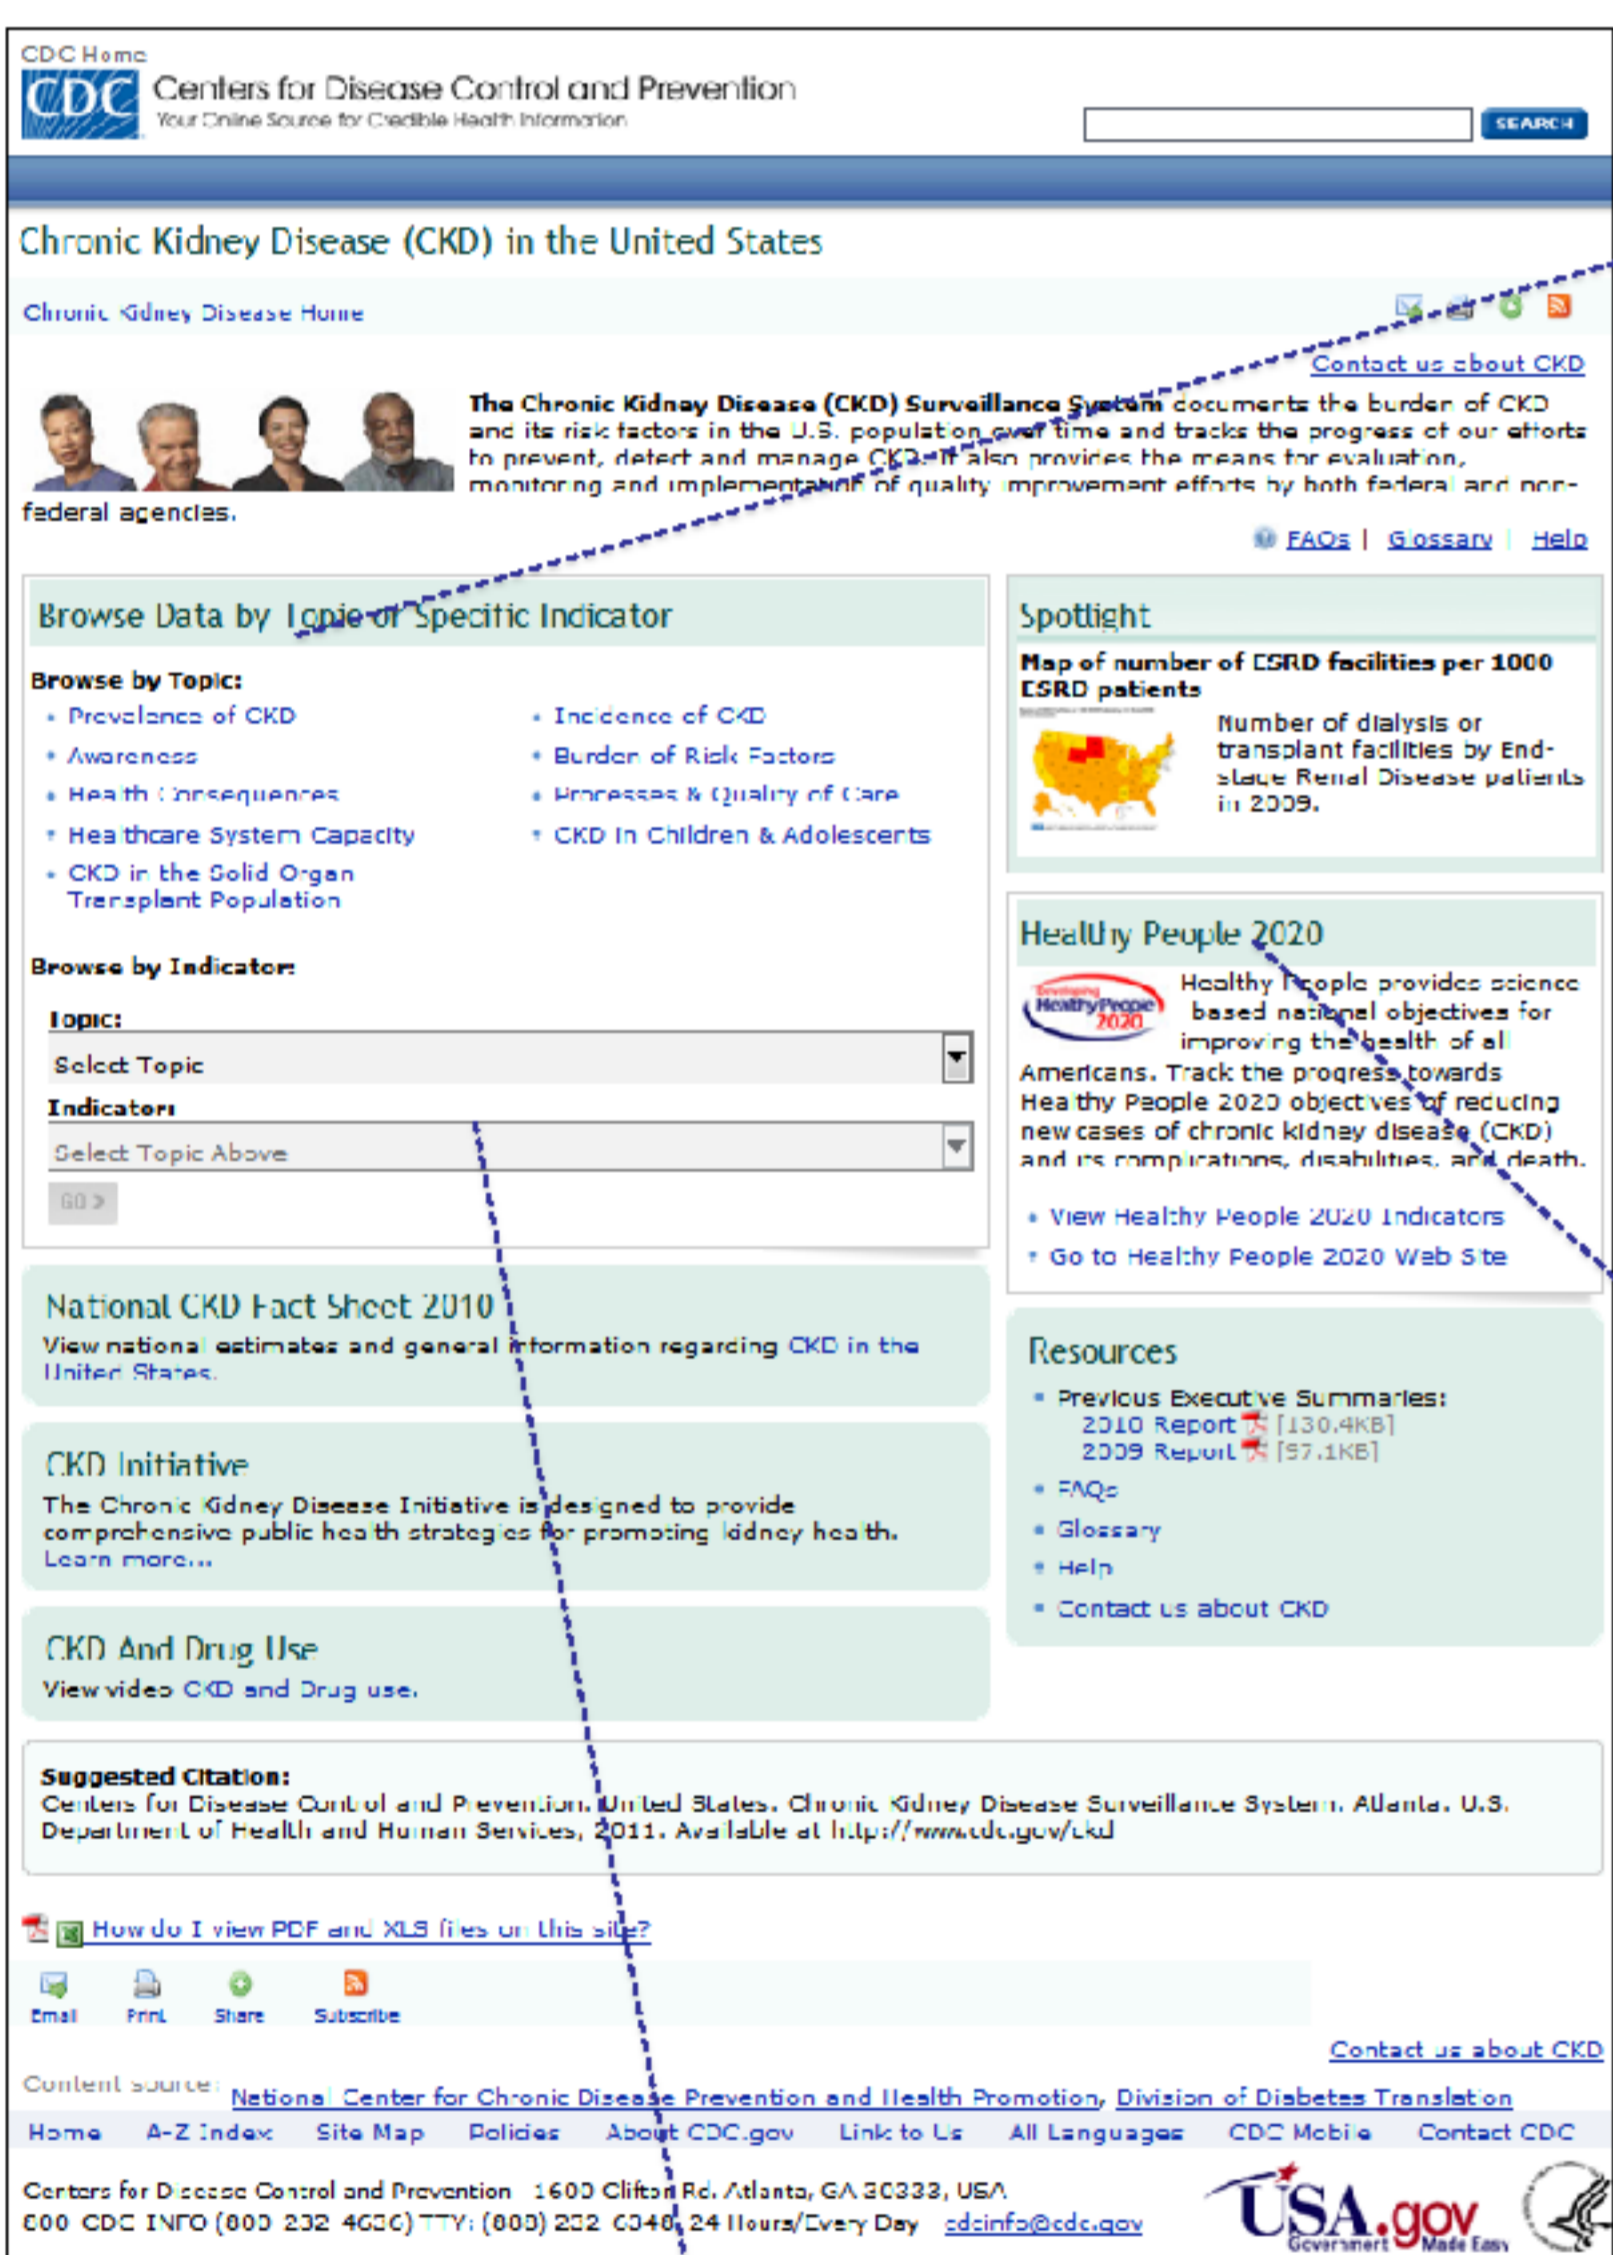 CDC Home
CDC
Centers for Disease Control and Prevention
Your Online Source for Credible Health Information
SEARCH
Chronic Kidney Disease (CKD) in the United States
Chronic Kidney Disease Home
Contact us about CKD
The Chronic Kidney Disease (CKD) Surveillance System documents the burden of CKD
and its risk factors in the U.S. population over time and tracks the progress of our efforts
to prevent, detect and manage CKD. It also provides the means for evaluation,
monitoring and implementation of quality improvement efforts by both federal and non-
federal agencies.
FAQs | Glossary | Help
Browse Data by Topic or Specific Indicator
Browse by Topic:
Prevalence of CKD
Awareness
Health Consequences
Healthcare System Capacity
CKD in the Solid Organ
Transplant Population
Incidence of CKD
Burden of Risk Factors
Processes & Quality of Care
CKD in Children & Adolescents
Browse by Indicator:
Topic:
Select Topic
Indicator:
Select Topic Above
GO >
Spotlight
Map of number of ESRD facilities per 1000
ESRD patients
Number of dialysis or
transplant facilities by End-
stage Renal Disease patients
in 2009.
Healthy People 2020
Developing
Healthy People
2020
Healthy People provides science
based national objectives for
improving the health of all
Americans. Track the progress towards
Healthy People 2020 objectives of reducing
new cases of chronic kidney disease (CKD)
and its complications, disabilities, and death.
View Healthy People 2020 Indicators
Go to Healthy People 2020 Web Site
National CKD Fact Sheet 2010
View national estimates and general information regarding CKD in the
United States.
CKD Initiative
The Chronic Kidney Disease Initiative is designed to provide
comprehensive public health strategies for promoting kidney health.
Learn more...
CKD And Drug Use
View video CKD and Drug use.
Resources
Previous Executive Summaries:
2010 Report [130.4KB]
2009 Report [97.1KB]
FAQs
Glossary
Help
Contact us about CKD
Suggested Citation:
Centers for Disease Control and Prevention. United States. Chronic Kidney Disease Surveillance System. Atlanta. U.S.
Department of Health and Human Services, 2011. Available at http://www.cdc.gov/ckd
How do I view PDF and XLS files on this site?
Email Print Share Subscribe
Contact us about CKD
Content source: National Center for Chronic Disease Prevention and Health Promotion, Division of Diabetes Translation
Home A-Z Index Site Map Policies About CDC.gov Link to Us All Languages CDC Mobile Contact CDC
Centers for Disease Control and Prevention 1600 Clifton Rd. Atlanta, GA 30333, USA
800-CDC-INFO (800-232-4636) TTY: (888) 232-6348, 24 Hours/Every Day cdcinfo@cdc.gov
USA.gov
Government Made Easy